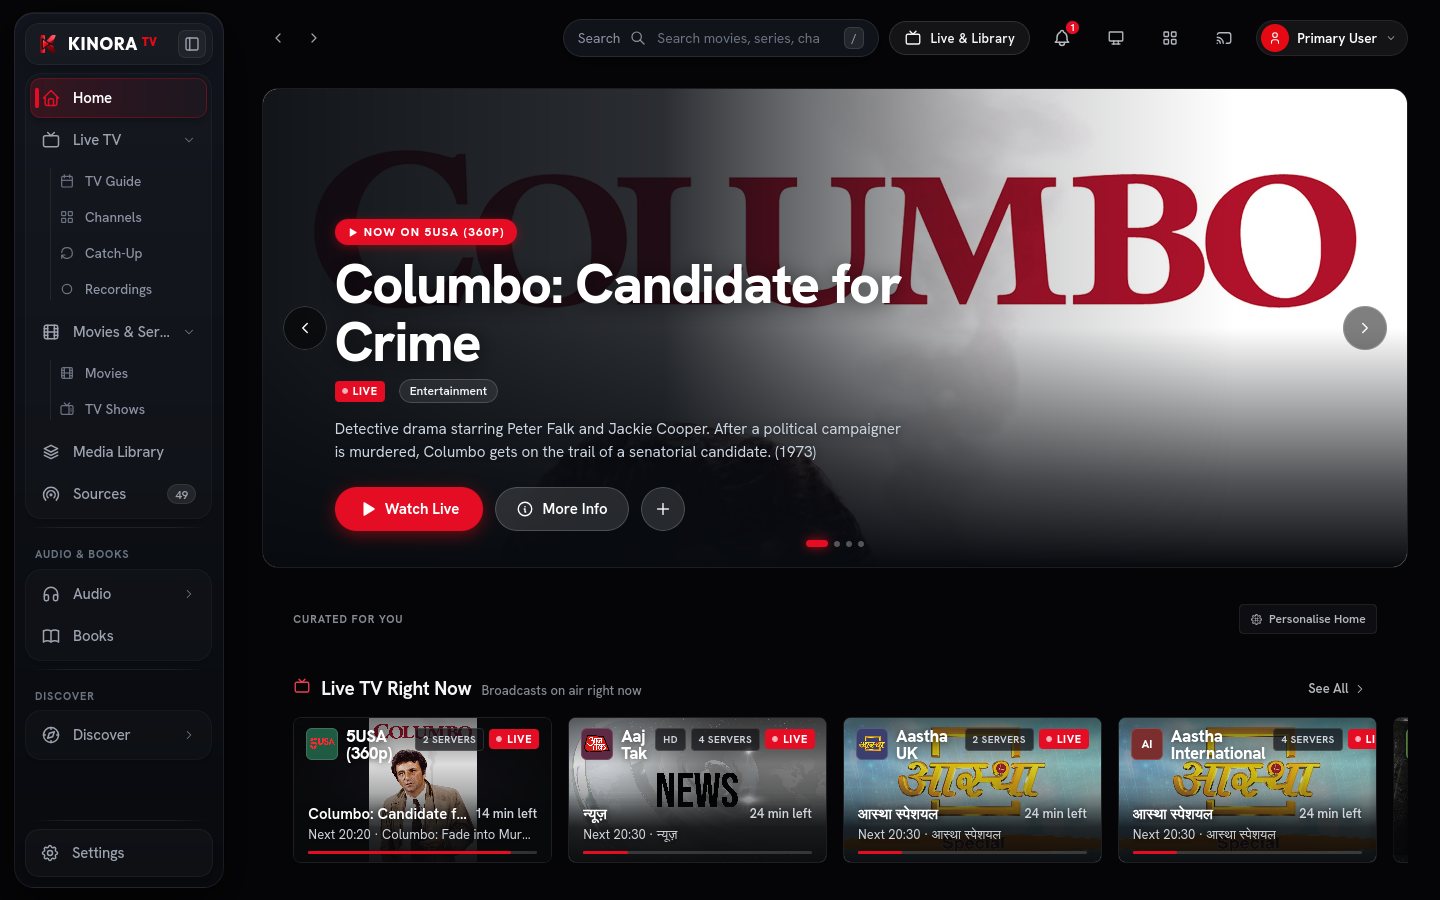 KINORA TV
Search
Search movies, series, cha
/
Live & Library
1
Primary User
Home
Live TV
TV Guide
Channels
Catch-Up
Recordings
Movies & Ser...
Movies
TV Shows
Media Library
Sources
49
AUDIO & BOOKS
Audio
Books
DISCOVER
Discover
Settings
COLUMBO
NOW ON 5USA (360P)
Columbo: Candidate for
Crime
LIVE
Entertainment
Detective drama starring Peter Falk and Jackie Cooper. After a political campaigner
is murdered, Columbo gets on the trail of a senatorial candidate. (1973)
Watch Live
More Info
CURATED FOR YOU
Personalise Home
Live TV Right Now
Broadcasts on air right now
See All
COLUMBO
5USA
5USA
(360p)
2 SERVERS
LIVE
Columbo: Candidate f...
14 min left
Next 20:20 · Columbo: Fade into Mur...
Aaj
Tak
HD
4 SERVERS
LIVE
NEWS
न्यूज़
24 min left
Next 20:30 · न्यूज़
आस्था
Aastha
UK
2 SERVERS
LIVE
आस्था
आस्था स्पेशयल
24 min left
Next 20:30 · आस्था स्पेशयल
Special
AI
Aastha
International
4 SERVERS
LI
आस्था
आस्था स्पेशयल
24 min left
Next 20:30 · आस्था स्पेशयल
Special